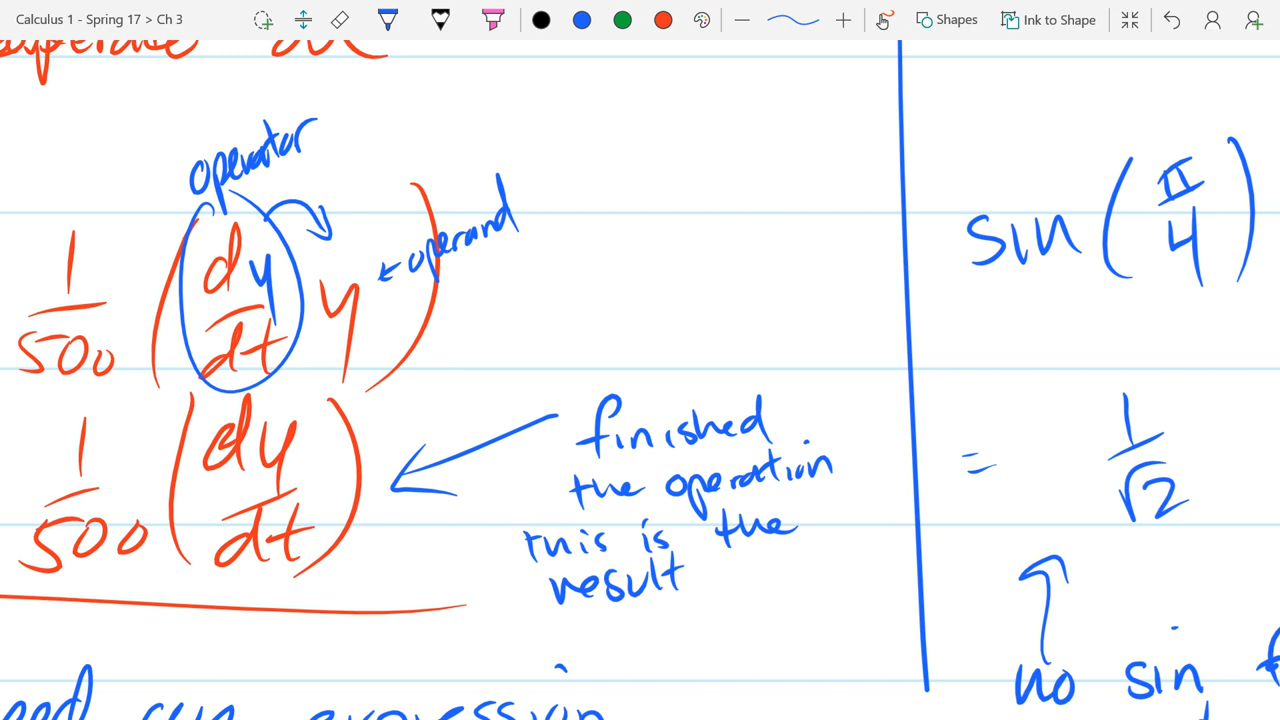 Calculus 1 - Spring 17 > Ch 3
Shapes
Ink to Shape
operator
1/500 (dy/dt y)
operand
1/500 (dy/dt)
finished
the operation
this is the
result
sin(π/4)
= 1/√2
no sin
expression